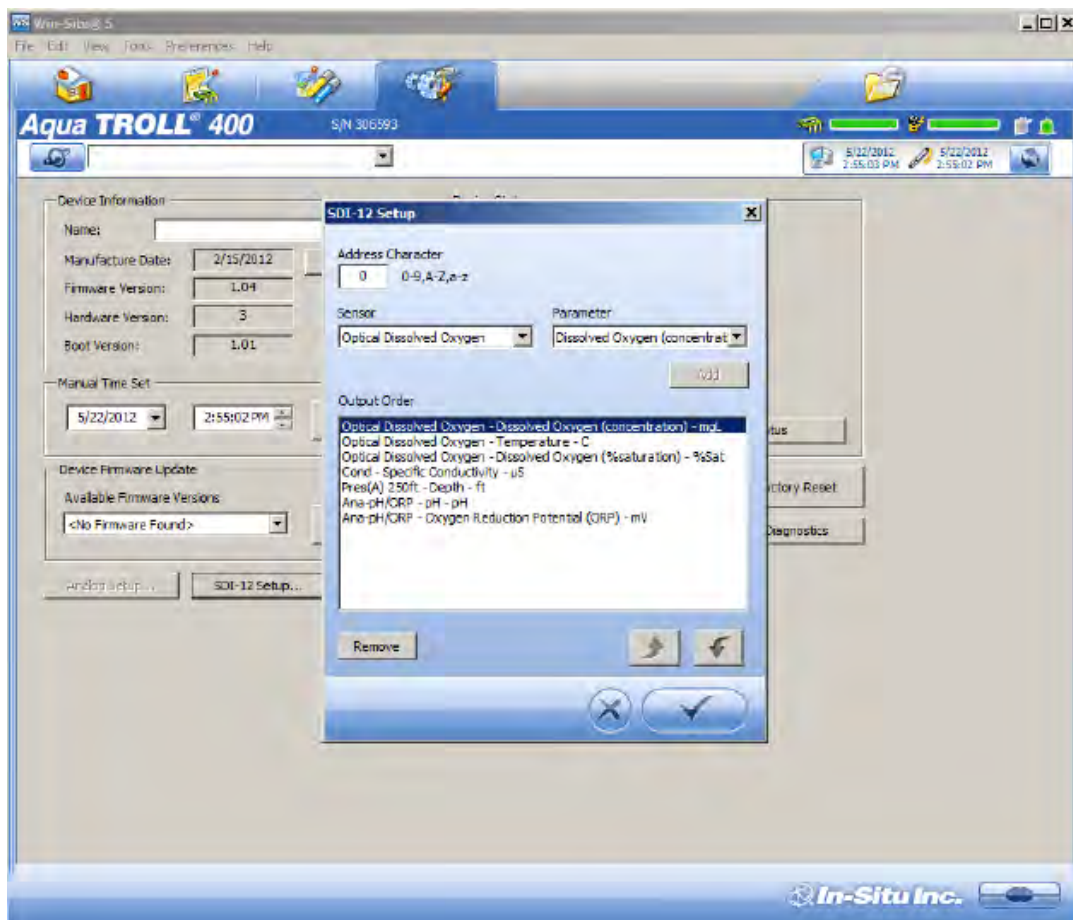 Win-Situ® 5
File Edit View Tools Preferences Help
Aqua TROLL® 400 S/N 306593
5/22/2012 2:55:03 PM
5/22/2012 2:55:02 PM
Device Information
Name:
Manufacture Date: 2/15/2012
Firmware Version: 1.04
Hardware Version: 3
Boot Version: 1.01
Manual Time Set
5/22/2012 2:55:02 PM
Device Firmware Update
Available Firmware Versions
<No Firmware Found>
Analog Setup... SDI-12 Setup...
SDI-12 Setup
Address Character
0 0-9,A-Z,a-z
Sensor Parameter
Optical Dissolved Oxygen Dissolved Oxygen (concentrat
Add
Output Order
Optical Dissolved Oxygen - Dissolved Oxygen (concentration) - mgL
Optical Dissolved Oxygen - Temperature - C
Optical Dissolved Oxygen - Dissolved Oxygen (%saturation) - %Sat
Cond - Specific Conductivity - µS
Pres(A) 250ft - Depth - ft
Ana-pH/ORP - pH - pH
Ana-pH/ORP - Oxygen Reduction Potential (ORP) - mV
Remove
tus
ctory Reset
Diagnostics
In-Situ Inc.